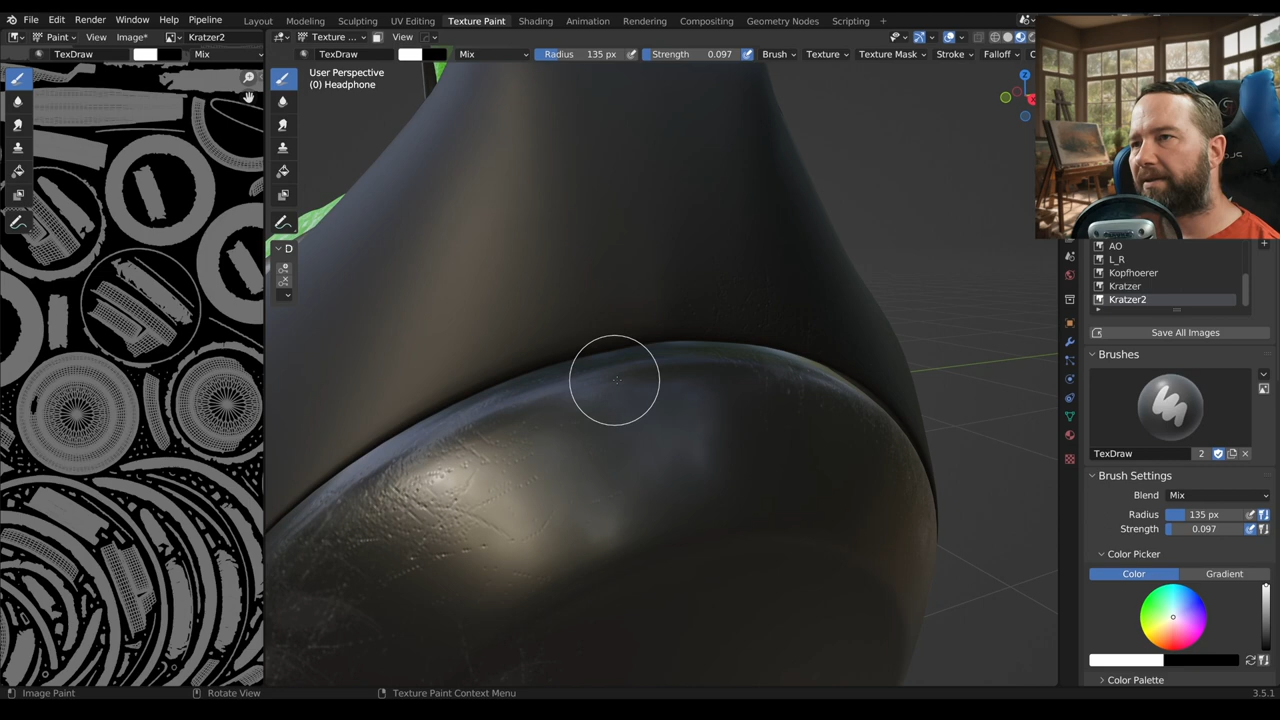 File Edit Render Window Help Pipeline
Layout Modeling Sculpting UV Editing Texture Paint Shading Animation Rendering Compositing Geometry Nodes Scripting +
Paint View Image* Kratzer2
Texture ... View
TexDraw Mix
TexDraw Mix Radius 135 px Strength 0.097 Brush Texture Texture Mask Stroke Falloff
User Perspective
(0) Headphone
Z
D
AO
L_R
Kopfhoerer
Kratzer
Kratzer2
Save All Images
Brushes
TexDraw 2
Brush Settings
Blend Mix
Radius 135 px
Strength 0.097
Color Picker
Color Gradient
Color Palette
Image Paint Rotate View Texture Paint Context Menu 3.5.1